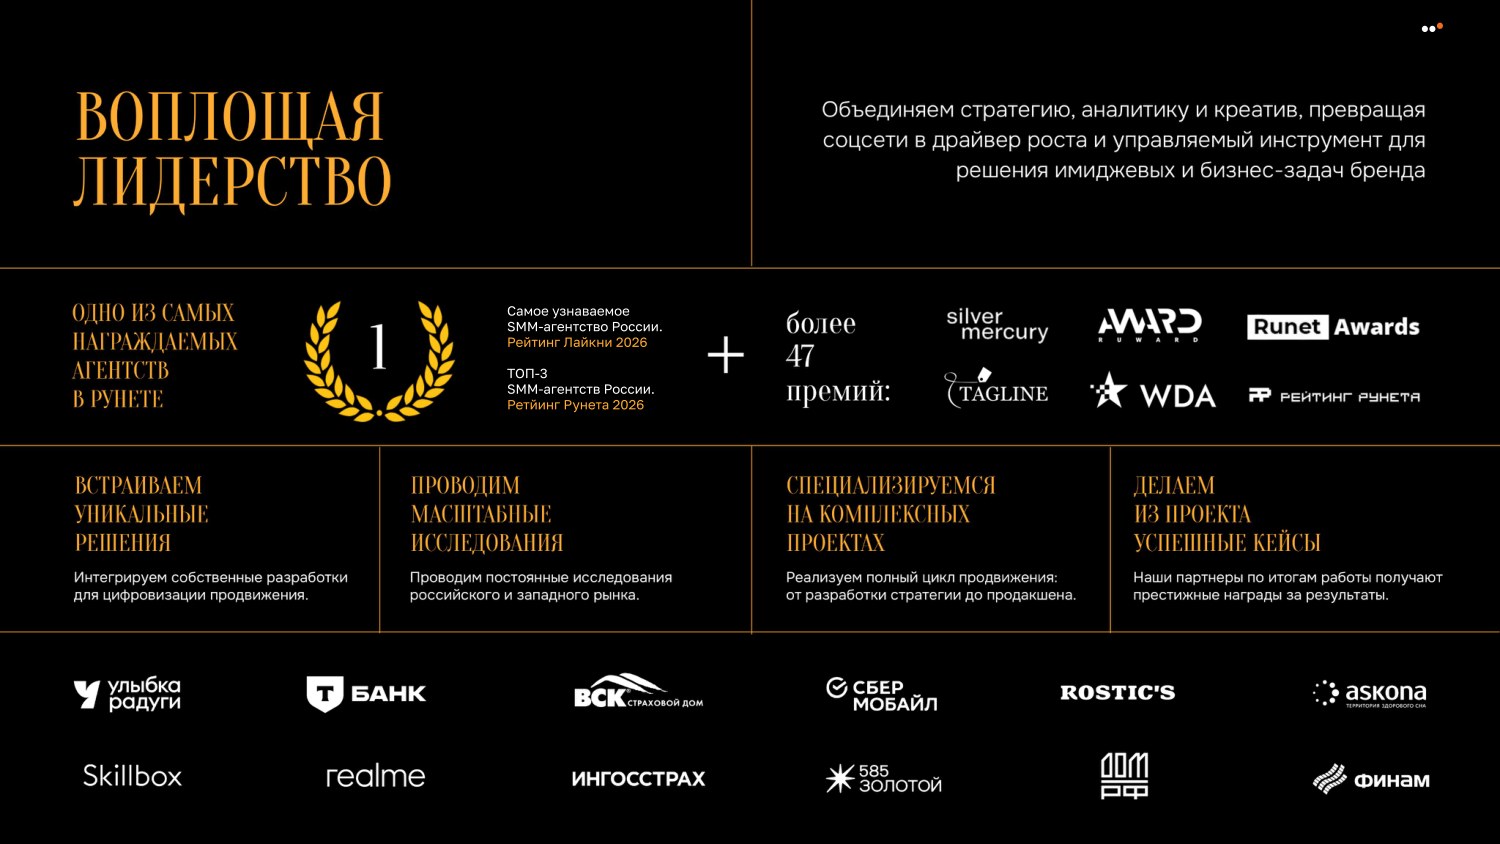 ВОПЛОЩАЯ
ЛИДЕРСТВО
Объединяем стратегию, аналитику и креатив, превращая
соцсети в драйвер роста и управляемый инструмент для
решения имиджевых и бизнес-задач бренда
ОДНО ИЗ САМЫХ
НАГРАЖДАЕМЫХ
АГЕНТСТВ
В РУНЕТЕ
1
Самое узнаваемое
SMM-агентство России.
Рейтинг Лайкни 2026
ТОП-3
SMM-агентств России.
Ретйинг Рунета 2026
+
более
47
премий:
silver
mercury
AWARD
RUWARD
Runet Awards
TAGLINE
WDA
РЕЙТИНГ РУНЕТА
ВСТРАИВАЕМ
УНИКАЛЬНЫЕ
РЕШЕНИЯ
Интегрируем собственные разработки
для цифровизации продвижения.
ПРОВОДИМ
МАСШТАБНЫЕ
ИССЛЕДОВАНИЯ
Проводим постоянные исследования
российского и западного рынка.
СПЕЦИАЛИЗИРУЕМСЯ
НА КОМПЛЕКСНЫХ
ПРОЕКТАХ
Реализуем полный цикл продвижения:
от разработки стратегии до продакшена.
ДЕЛАЕМ
ИЗ ПРОЕКТА
УСПЕШНЫЕ КЕЙСЫ
Наши партнеры по итогам работы получают
престижные награды за результаты.
улыбка
радуги
Т БАНК
ВСК СТРАХОВОЙ ДОМ
СБЕР
МОБАЙЛ
ROSTIC'S
askona
ТЕРРИТОРИЯ ЗДОРОВОГО СНА
Skillbox
realme
ИНГОССТРАХ
585
ЗОЛОТОЙ
ДОМ
РФ
ФИНАМ